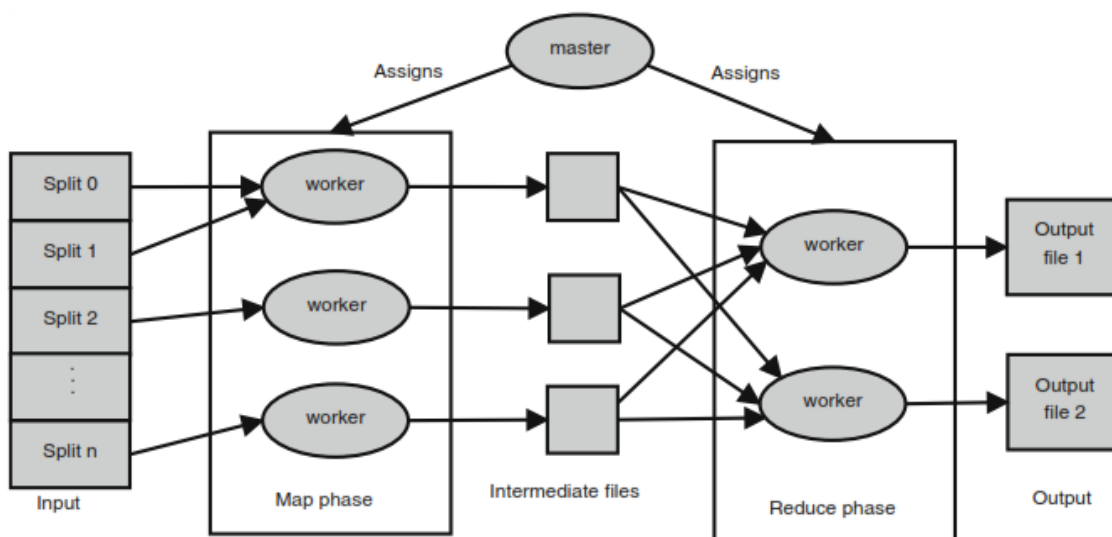 master
Assigns
Assigns
Split 0
Split 1
Split 2
⋮
Split n
Input
worker
worker
worker
Map phase
Intermediate files
worker
worker
Reduce phase
Output
file 1
Output
file 2
Output